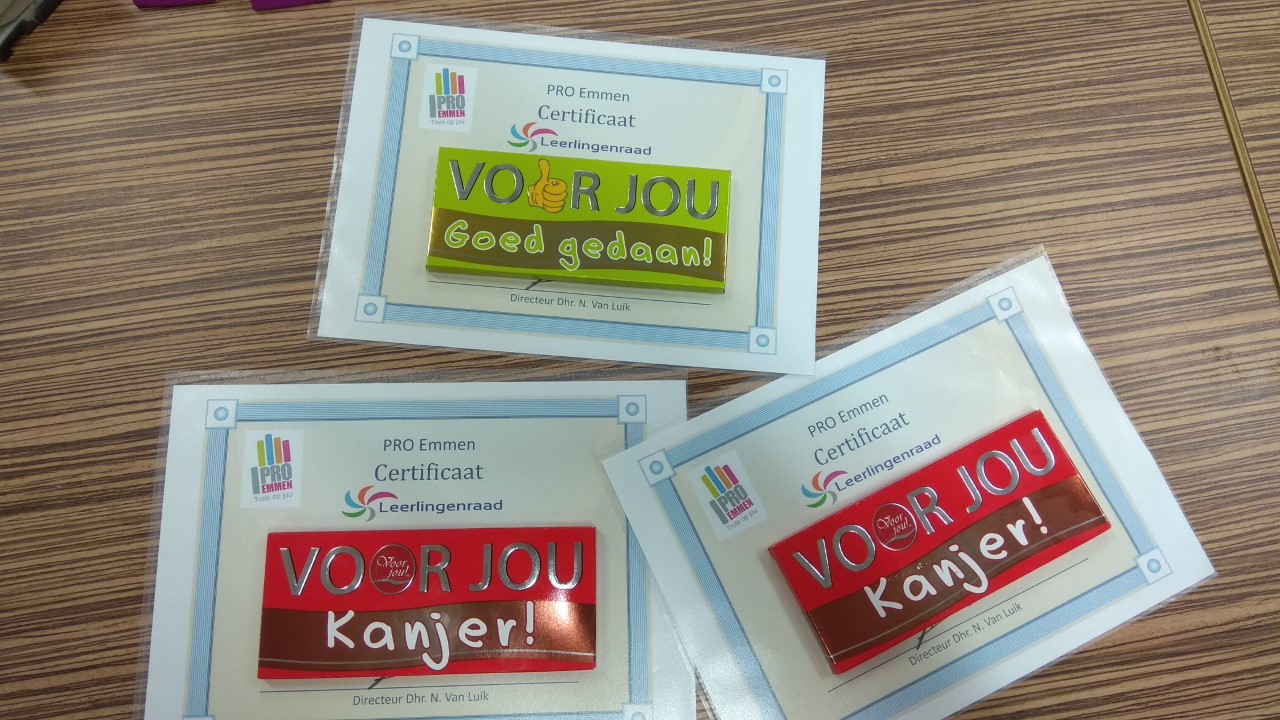 PRO
EMMEN
Trots op jou
PRO Emmen
Certificaat
Leerlingenraad
VOOR JOU
Goed gedaan!
Directeur Dhr. N. Van Luik
PRO
EMMEN
Trots op jou
PRO Emmen
Certificaat
Leerlingenraad
VOOR JOU
Voor
jou!
Kanjer!
Directeur Dhr. N. Van Luik
PRO
EMMEN
Trots op jou
PRO Emmen
Certificaat
Leerlingenraad
VOOR JOU
Voor
jou!
Kanjer!
Directeur Dhr. N. Van Luik